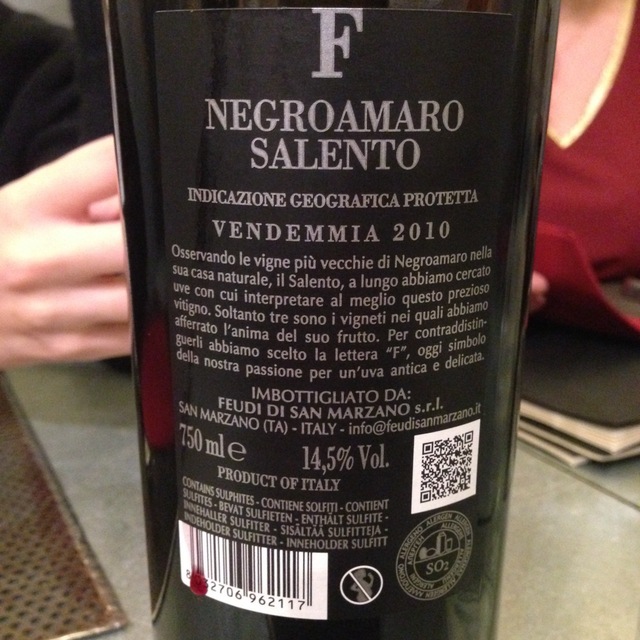 F
NEGROAMARO
SALENTO
INDICAZIONE GEOGRAFICA PROTETTA
VENDEMMIA 2010
Osservando le vigne più vecchie di Negroamaro nella
sua casa naturale, il Salento, a lungo abbiamo cercato
uve con cui interpretare al meglio questo prezioso
vitigno. Soltanto tre sono i vigneti nei quali abbiamo
afferrato l'anima del suo frutto. Per contraddistin-
guerli abbiamo scelto la lettera "F", oggi simbolo
della nostra passione per un'uva antica e delicata.
IMBOTTIGLIATO DA:
FEUDI DI SAN MARZANO s.r.l.
SAN MARZANO (TA) - ITALY - info@feudisanmarzano.it
750 ml e 14,5% Vol.
PRODUCT OF ITALY
CONTAINS SULPHITES - CONTIENE SOLFITI - CONTIENT
SULFITES - BEVAT SULFIETEN - ENTHÄLT SULFITE -
INNEHALLER SULFITER - SISÄLTÄÄ SULFITTEJA -
INDEHOLDER SULFITTER - INNEHOLDER SULFITT
SO2
2706 962117